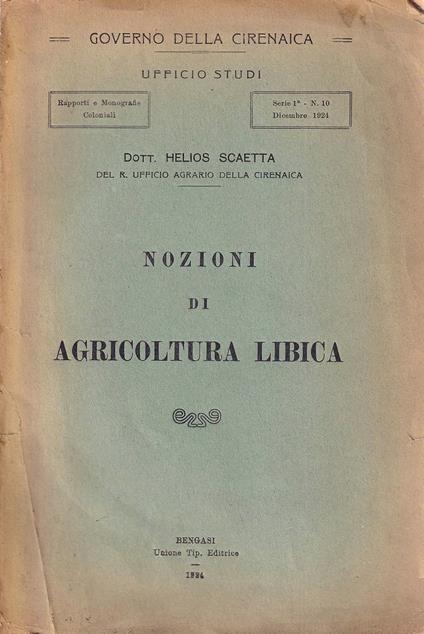 GOVERNO DELLA CIRENAICA
UFFICIO STUDI
Rapporti e Monografie
Coloniali
Serie 1ª - N. 10
Dicembre 1924
DOTT. HELIOS SCAETTA
DEL R. UFFICIO AGRARIO DELLA CIRENAICA
NOZIONI
DI
AGRICOLTURA LIBICA
BENGASI
Unione Tip. Editrice
1924